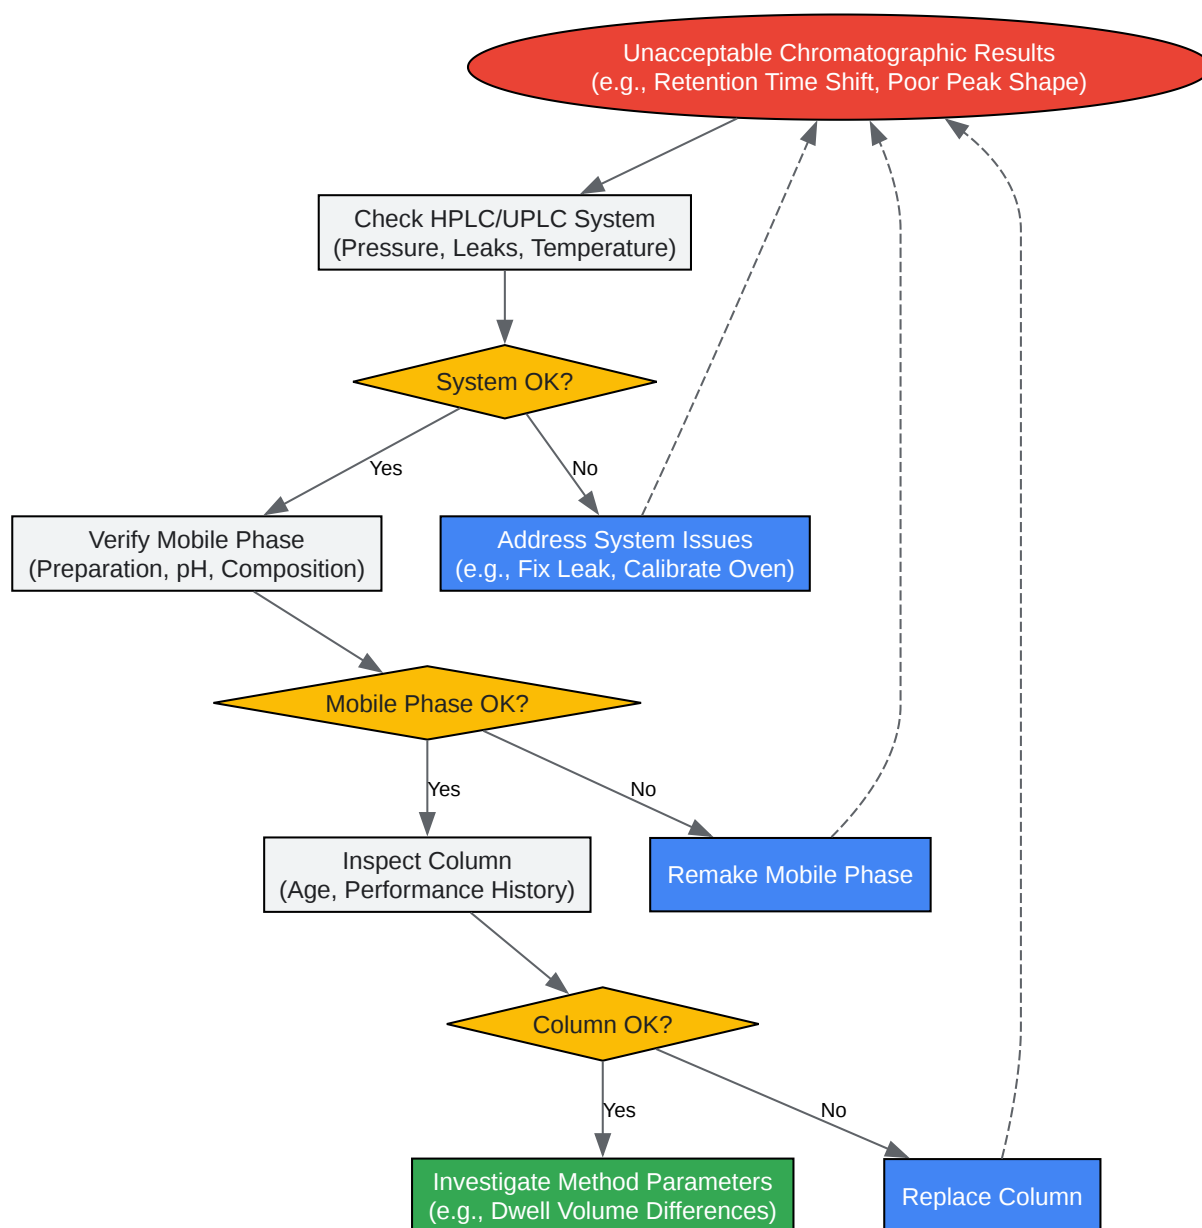 Unacceptable Chromatographic Results
(e.g., Retention Time Shift, Poor Peak Shape)
Check HPLC/UPLC System
(Pressure, Leaks, Temperature)
System OK?
Yes
No
Verify Mobile Phase
(Preparation, pH, Composition)
Address System Issues
(e.g., Fix Leak, Calibrate Oven)
Mobile Phase OK?
Yes
No
Inspect Column
(Age, Performance History)
Remake Mobile Phase
Column OK?
Yes
No
Investigate Method Parameters
(e.g., Dwell Volume Differences)
Replace Column